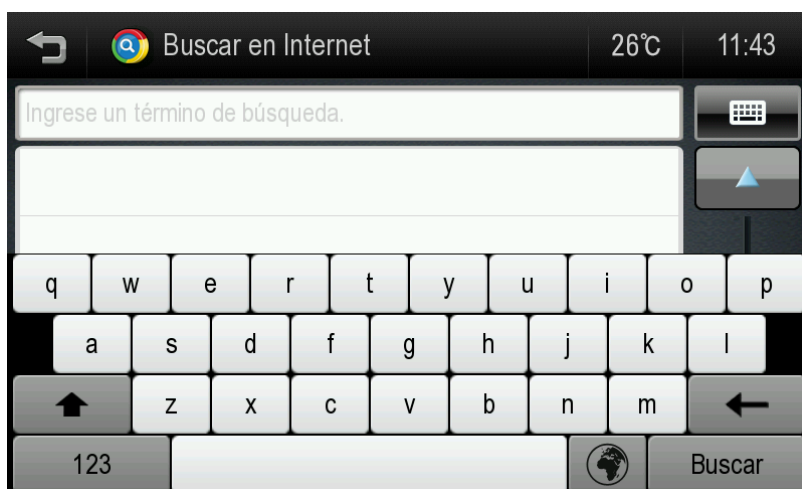 Buscar en Internet 26℃ 11:43
Ingrese un término de búsqueda.
q w e r t y u i o p
a s d f g h j k l
z x c v b n m
123 Buscar